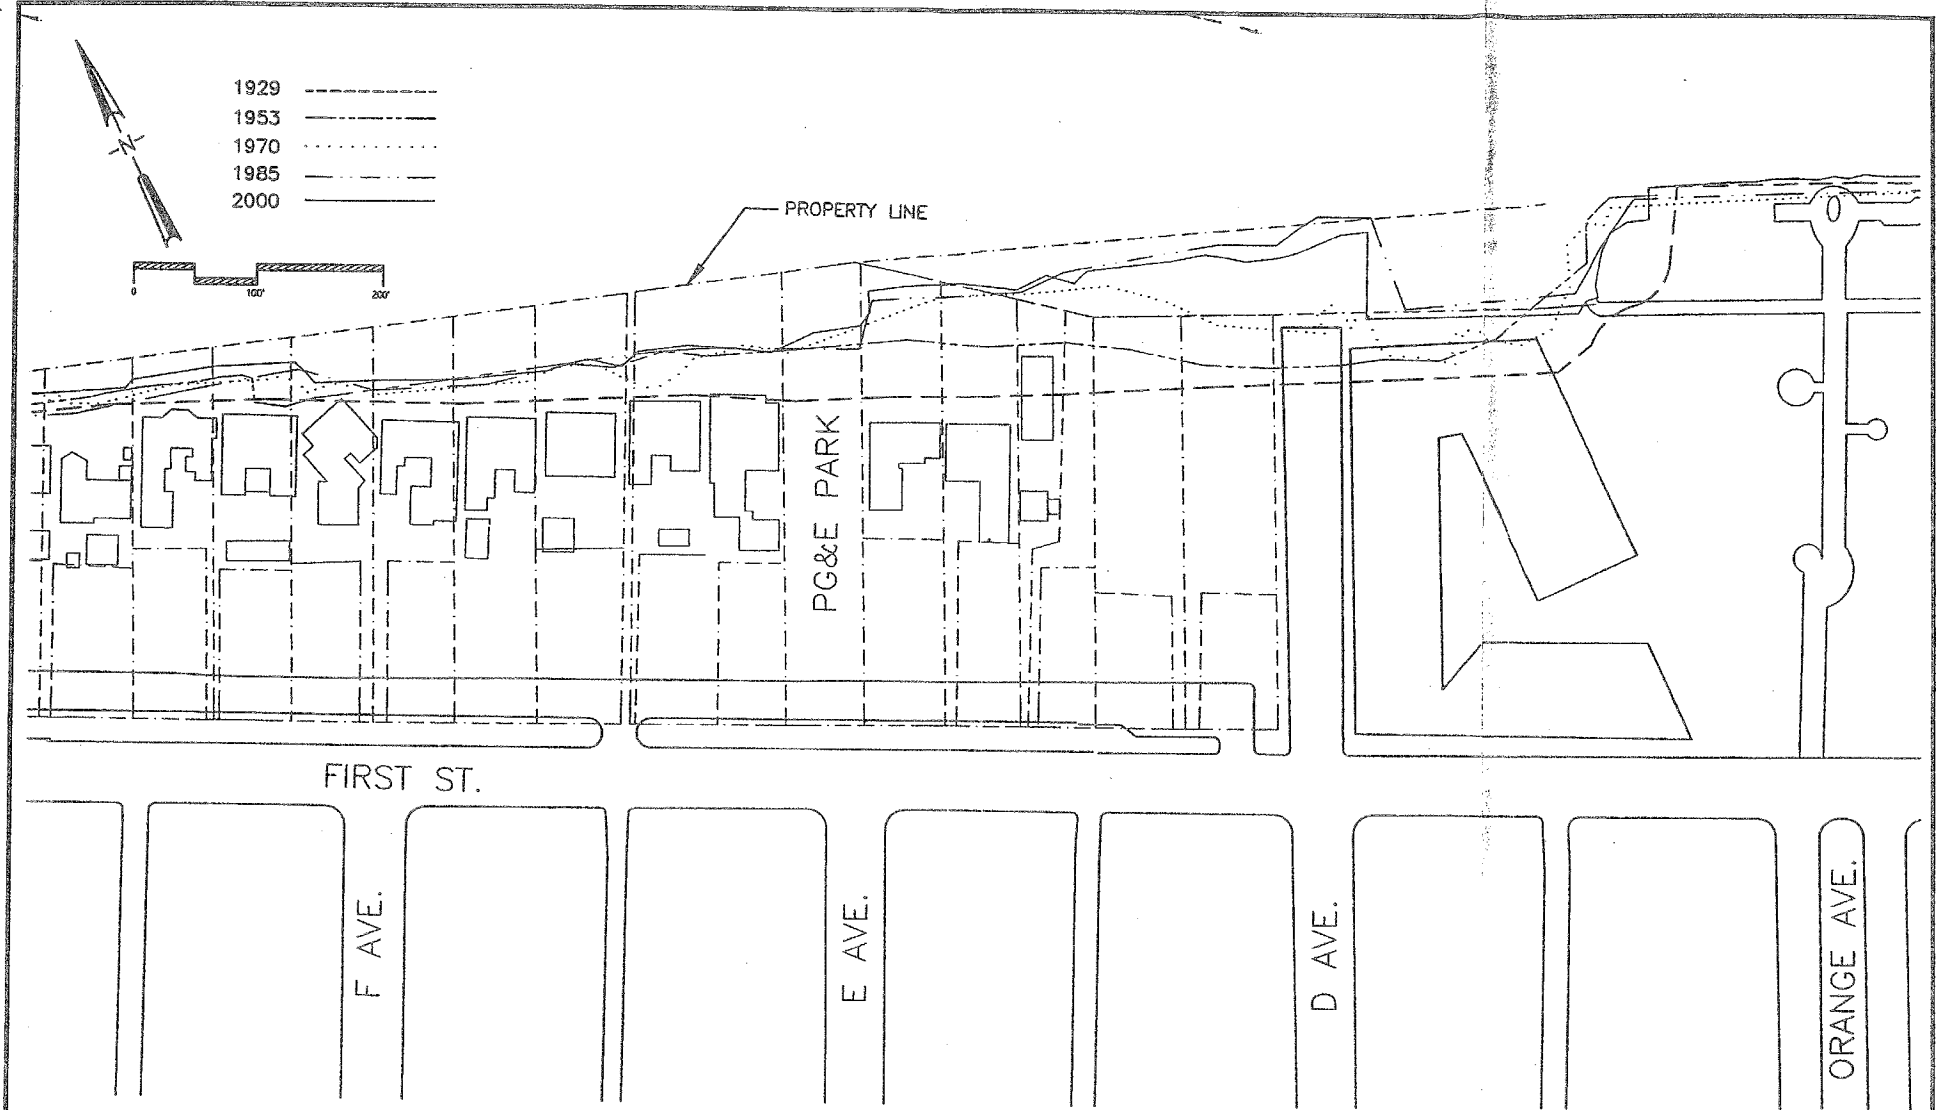 1929
1953
1970
1985
2000
N
PROPERTY LINE
0 100' 200'
PG&E PARK
FIRST ST.
F AVE.
E AVE.
D AVE.
ORANGE AVE.